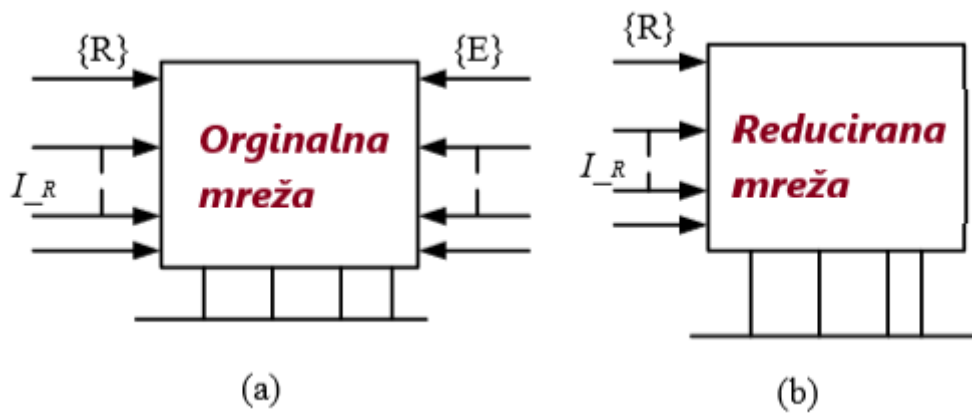 {R}
{E}
Orginalna
mreža
I_R
(a)
{R}
Reducirana
mreža
I_R
(b)